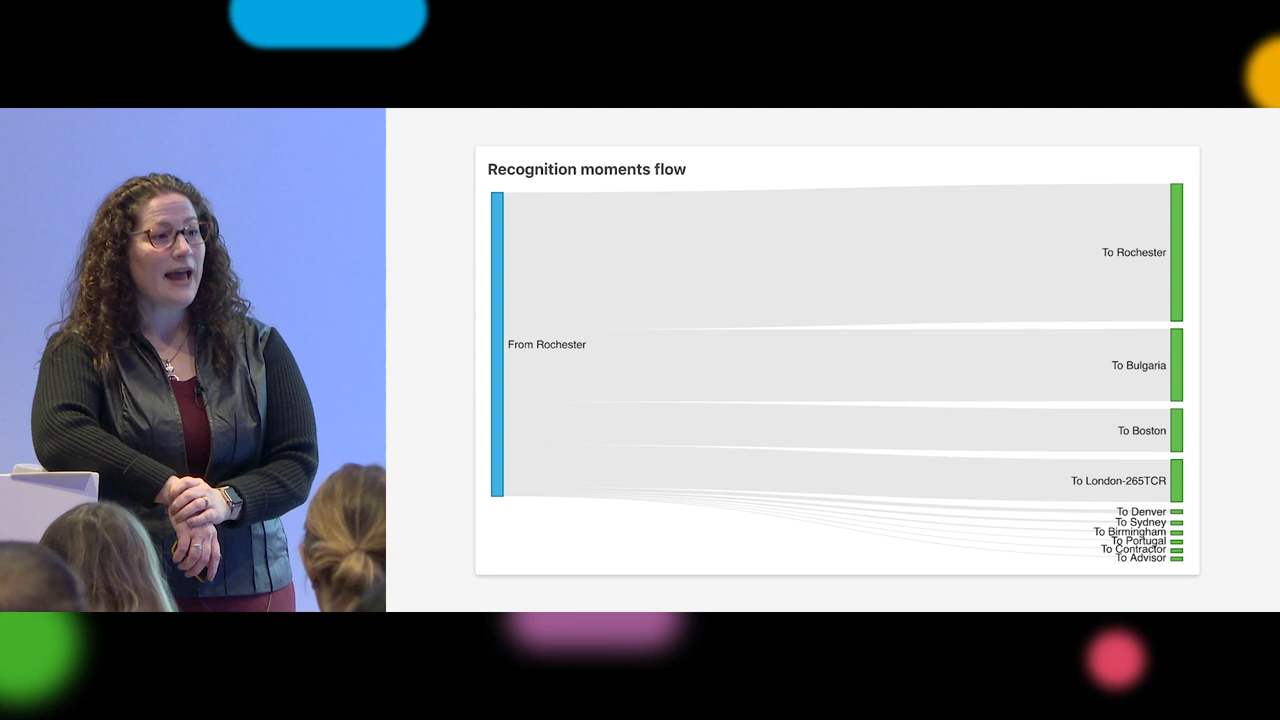 Recognition moments flow
To Rochester
From Rochester
To Bulgaria
To Boston
To London-265TCR
To Denver
To Sydney
To Birmingham
To Portugal
To Contractor
To Advisor